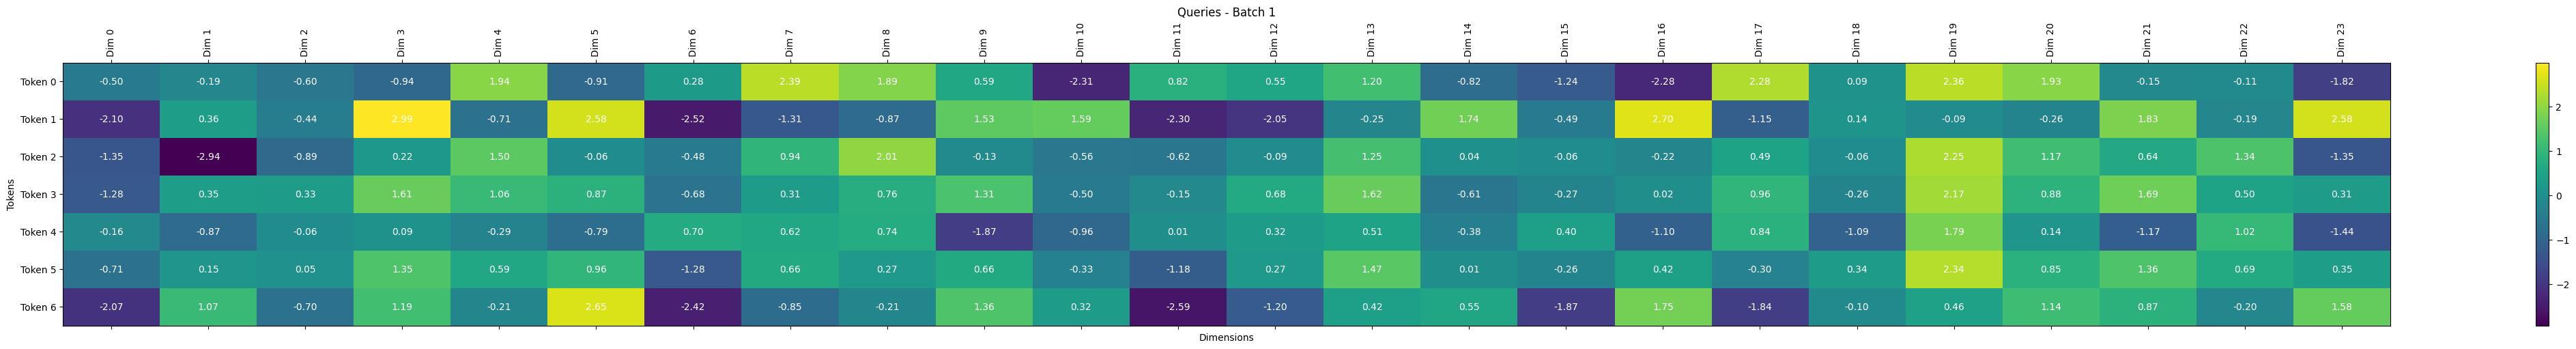 Queries - Batch 1
Dim 0 Dim 1 Dim 2 Dim 3 Dim 4 Dim 5 Dim 6 Dim 7 Dim 8 Dim 9 Dim 10 Dim 11 Dim 12 Dim 13 Dim 14 Dim 15 Dim 16 Dim 17 Dim 18 Dim 19 Dim 20 Dim 21 Dim 22 Dim 23
Token 0 -0.50 -0.19 -0.60 -0.94 1.94 -0.91 0.28 2.39 1.89 0.59 -2.31 0.82 0.55 1.20 -0.82 -1.24 -2.28 2.28 0.09 2.36 1.93 -0.15 -0.11 -1.82
Token 1 -2.10 0.36 -0.44 2.99 -0.71 2.58 -2.52 -1.31 -0.87 1.53 1.59 -2.30 -2.05 -0.25 1.74 -0.49 2.70 -1.15 0.14 -0.09 -0.26 1.83 -0.19 2.58
Token 2 -1.35 -2.94 -0.89 0.22 1.50 -0.06 -0.48 0.94 2.01 -0.13 -0.56 -0.62 -0.09 1.25 0.04 -0.06 -0.22 0.49 -0.06 2.25 1.17 0.64 1.34 -1.35
Token 3 -1.28 0.35 0.33 1.61 1.06 0.87 -0.68 0.31 0.76 1.31 -0.50 -0.15 0.68 1.62 -0.61 -0.27 0.02 0.96 -0.26 2.17 0.88 1.69 0.50 0.31
Token 4 -0.16 -0.87 -0.06 0.09 -0.29 -0.79 0.70 0.62 0.74 -1.87 -0.96 0.01 0.32 0.51 -0.38 0.40 -1.10 0.84 -1.09 1.79 0.14 -1.17 1.02 -1.44
Token 5 -0.71 0.15 0.05 1.35 0.59 0.96 -1.28 0.66 0.27 0.66 -0.33 -1.18 0.27 1.47 0.01 -0.26 0.42 -0.30 0.34 2.34 0.85 1.36 0.69 0.35
Token 6 -2.07 1.07 -0.70 1.19 -0.21 2.65 -2.42 -0.85 -0.21 1.36 0.32 -2.59 -1.20 0.42 0.55 -1.87 1.75 -1.84 -0.10 0.46 1.14 0.87 -0.20 1.58
Tokens
Dimensions
2
1
0
−1
−2